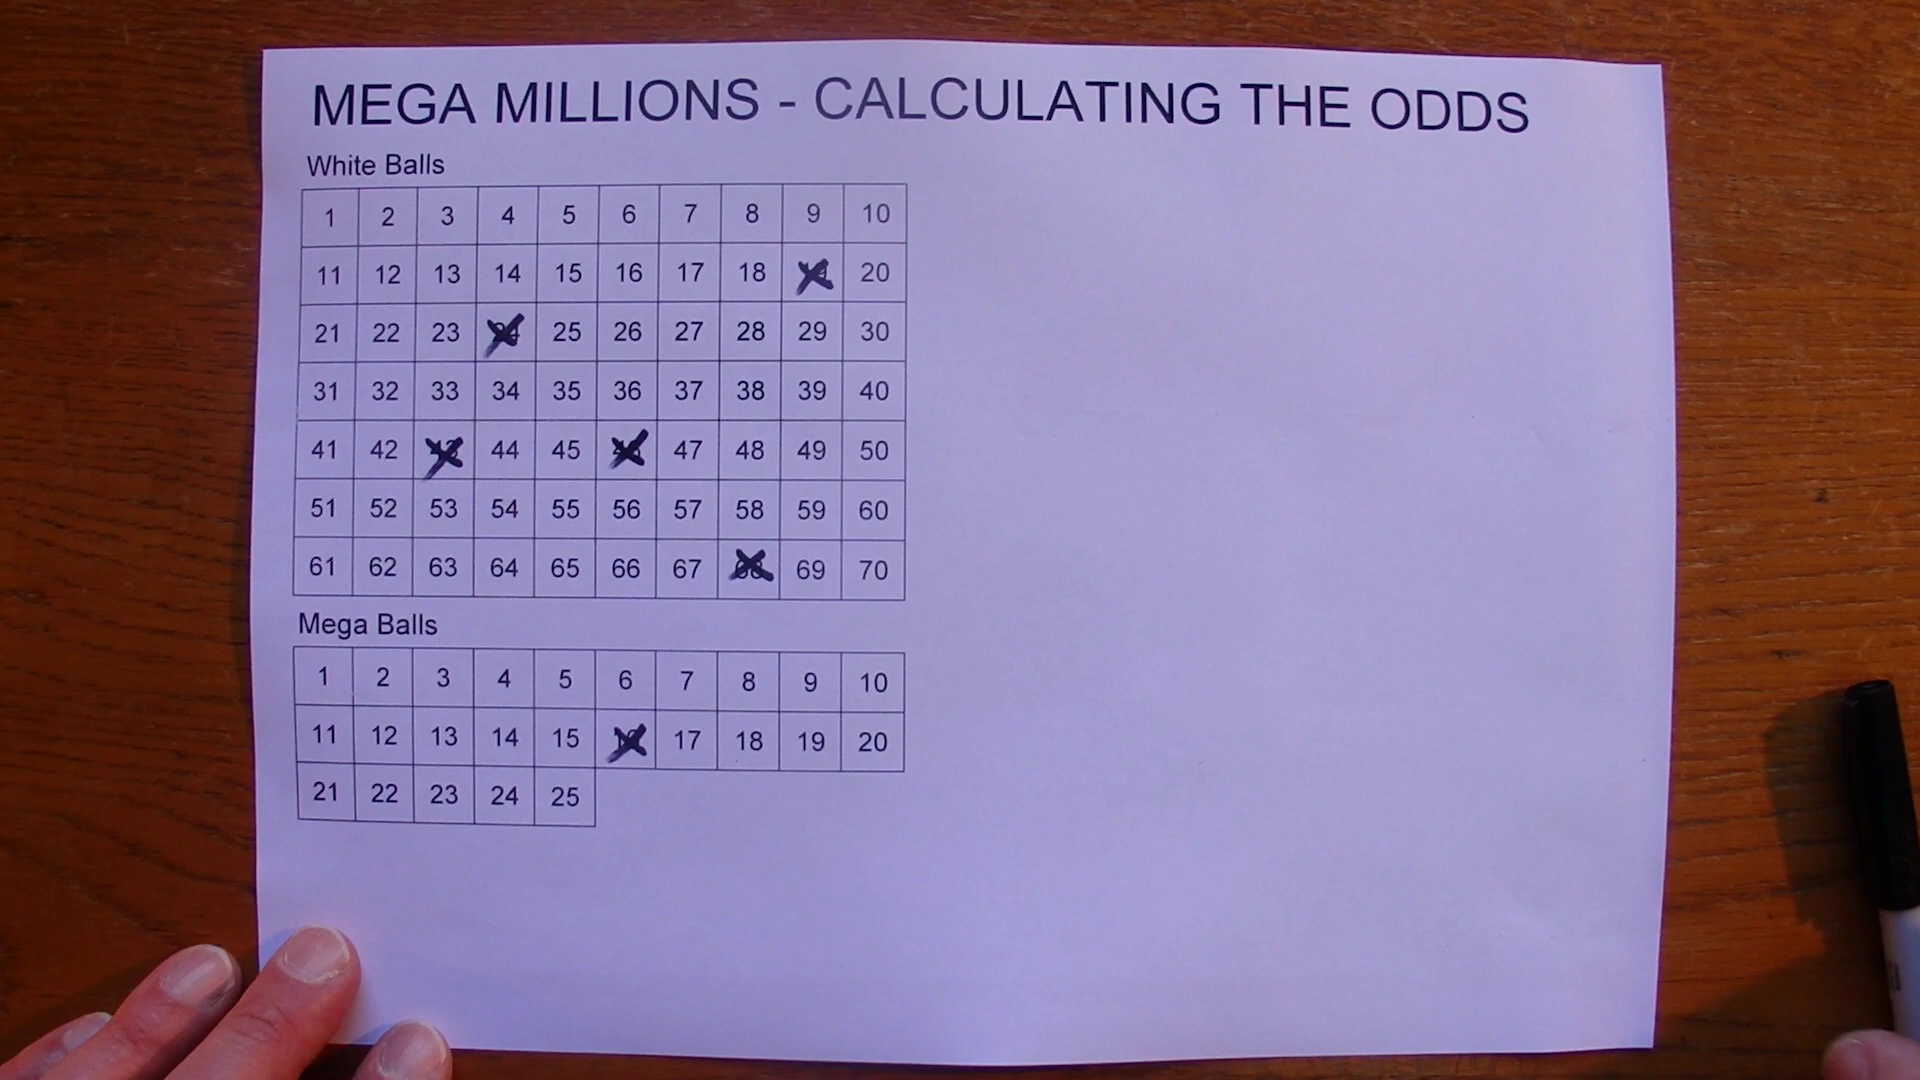 MEGA MILLIONS - CALCULATING THE ODDS
White Balls
1 2 3 4 5 6 7 8 9 10
11 12 13 14 15 16 17 18 20
21 22 23 25 26 27 28 29 30
31 32 33 34 35 36 37 38 39 40
41 42 44 45 47 48 49 50
51 52 53 54 55 56 57 58 59 60
61 62 63 64 65 66 67 69 70
Mega Balls
1 2 3 4 5 6 7 8 9 10
11 12 13 14 15 17 18 19 20
21 22 23 24 25